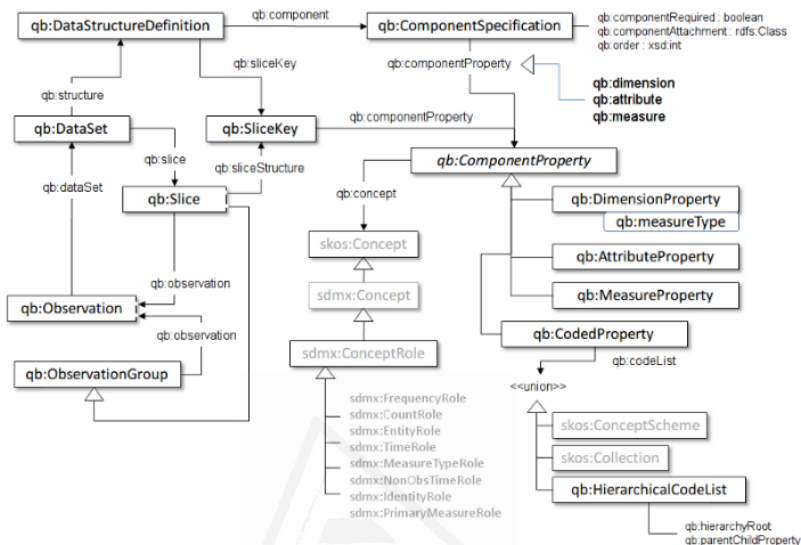 qb:DataStructureDefinition
qb:component
qb:ComponentSpecification
qb:componentRequired : boolean
qb:componentAttachment : rdfs:Class
qb:order : xsd:int
qb:sliceKey
qb:componentProperty
qb:dimension
qb:attribute
qb:measure
qb:structure
qb:DataSet
qb:SliceKey
qb:componentProperty
qb:slice
qb:sliceStructure
qb:dataSet
qb:Slice
qb:ComponentProperty
qb:concept
qb:DimensionProperty
qb:measureType
skos:Concept
qb:AttributeProperty
qb:observation
sdmx:Concept
qb:MeasureProperty
qb:Observation
qb:observation
qb:CodedProperty
sdmx:ConceptRole
qb:codeList
qb:ObservationGroup
<<union>>
sdmx:FrequencyRole
sdmx:CountRole
sdmx:EntityRole
sdmx:TimeRole
sdmx:MeasureTypeRole
sdmx:NonObsTimeRole
sdmx:IdentityRole
sdmx:PrimaryMeasureRole
skos:ConceptScheme
skos:Collection
qb:HierarchicalCodeList
qb:hierarchyRoot
qb:parentChildProperty